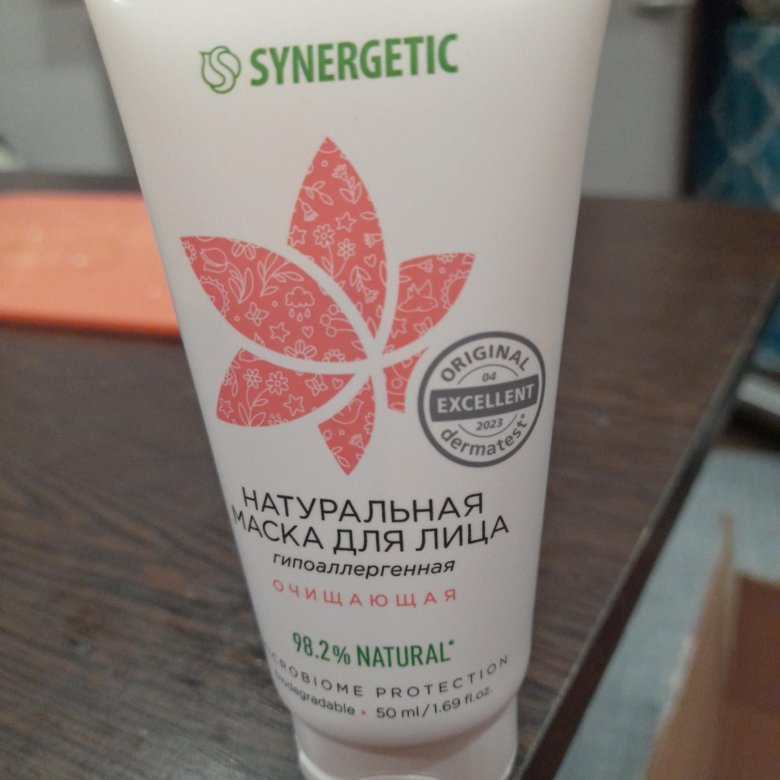 SYNERGETIC
ORIGINAL
04
EXCELLENT
2023
dermatest*
НАТУРАЛЬНАЯ
МАСКА ДЛЯ ЛИЦА
гипоаллергенная
ОЧИЩАЮЩАЯ
98.2% NATURAL*
PROTECTION
50 ml/1.69 fl.oz.